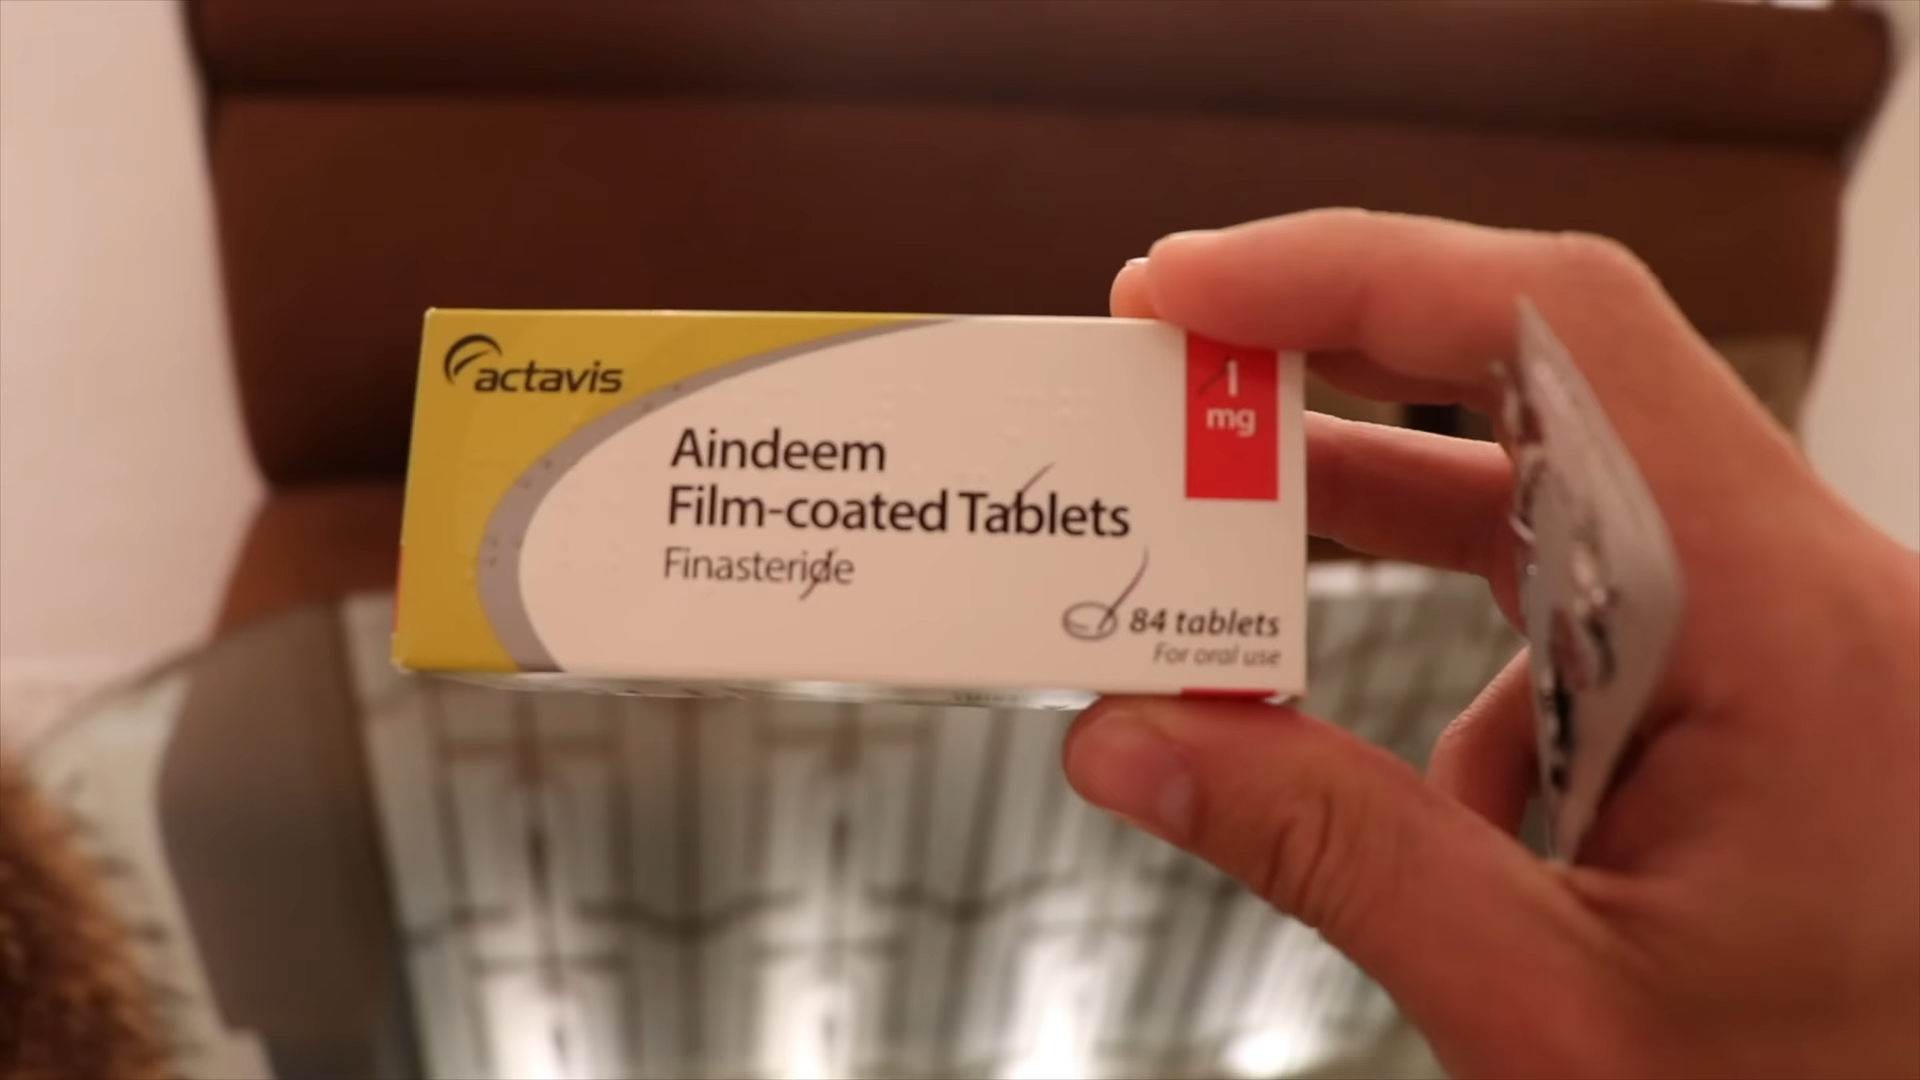 actavis
1
mg
Aindeem
Film-coated Tablets
Finasteride
84 tablets
For oral use